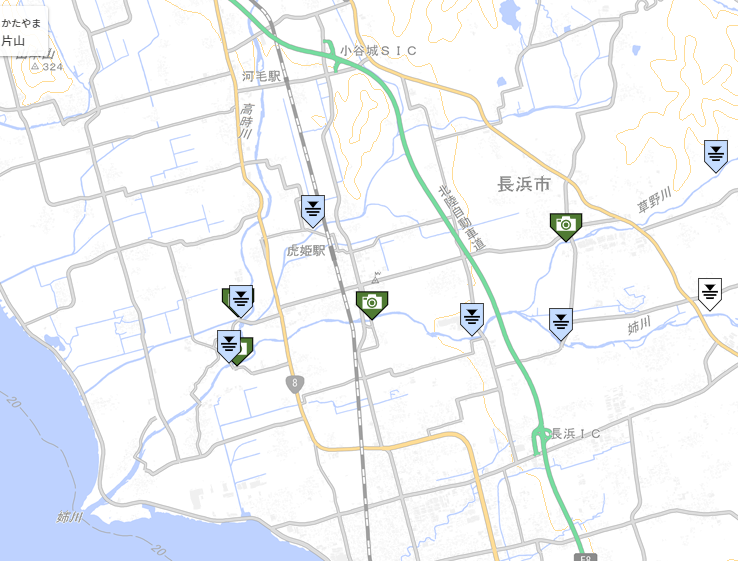 かたやま
片山
324
小谷城ＳＩＣ
河毛駅
高時川
長浜市
草野川
北陸自動車道
虎姫駅
姉川
8
長浜ＩＣ
20
姉川
20
E8